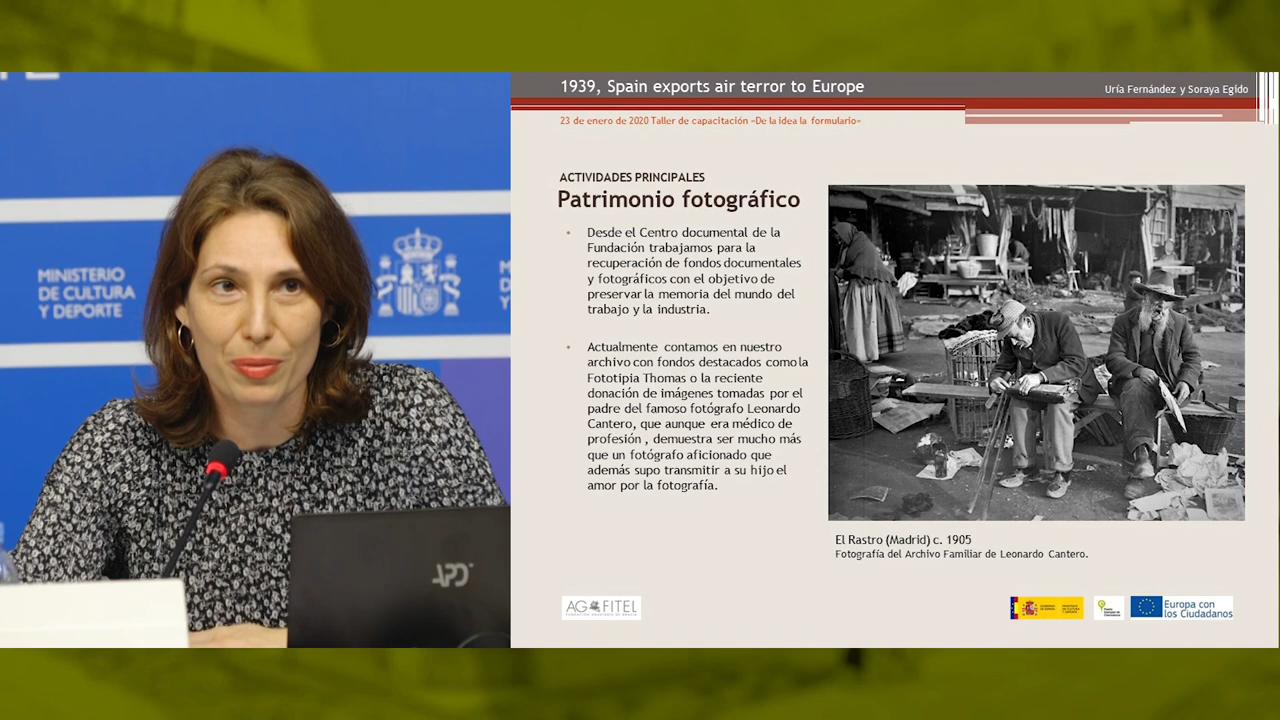 MINISTERIO
DE CULTURA
Y DEPORTE
1939, Spain exports air terror to Europe
Uría Fernández y Soraya Egido
23 de enero de 2020 Taller de capacitación «De la idea la formulario»
ACTIVIDADES PRINCIPALES
Patrimonio fotográfico
• Desde el Centro documental de la
Fundación trabajamos para la
recuperación de fondos documentales
y fotográficos con el objetivo de
preservar la memoria del mundo del
trabajo y la industria.
• Actualmente contamos en nuestro
archivo con fondos destacados como la
Fototipia Thomas o la reciente
donación de imágenes tomadas por el
padre del famoso fotógrafo Leonardo
Cantero, que aunque era médico de
profesión , demuestra ser mucho más
que un fotógrafo aficionado que
además supo transmitir a su hijo el
amor por la fotografía.
El Rastro (Madrid) c. 1905
Fotografía del Archivo Familiar de Leonardo Cantero.
AGFITEL
Europa con
los Ciudadanos
APD